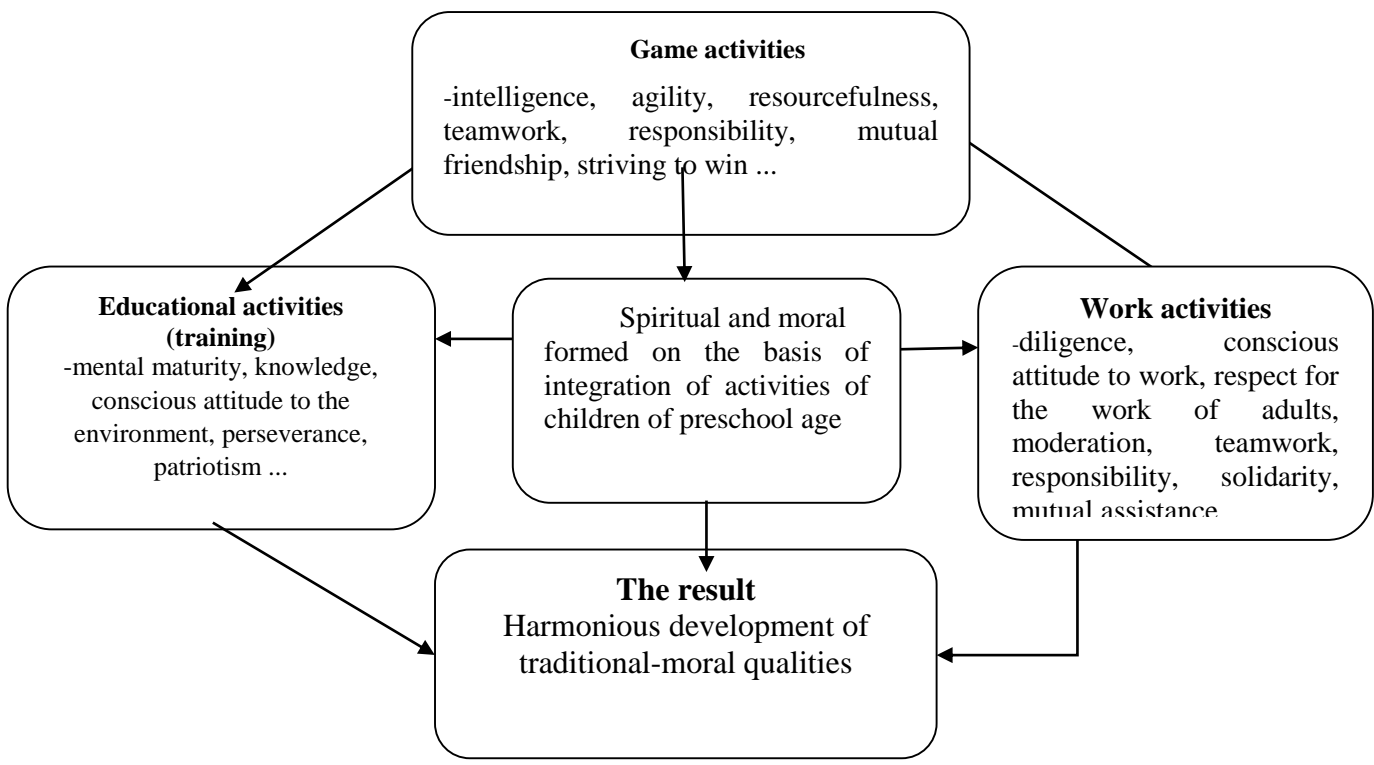 Game activities
-intelligence, agility, resourcefulness,
teamwork, responsibility, mutual
friendship, striving to win ...
Educational activities
(training)
-mental maturity, knowledge,
conscious attitude to the
environment, perseverance,
patriotism ...
Spiritual and moral
formed on the basis of
integration of activities of
children of preschool age
Work activities
-diligence, conscious
attitude to work, respect for
the work of adults,
moderation, teamwork,
responsibility, solidarity,
mutual assistance
The result
Harmonious development of
traditional-moral qualities